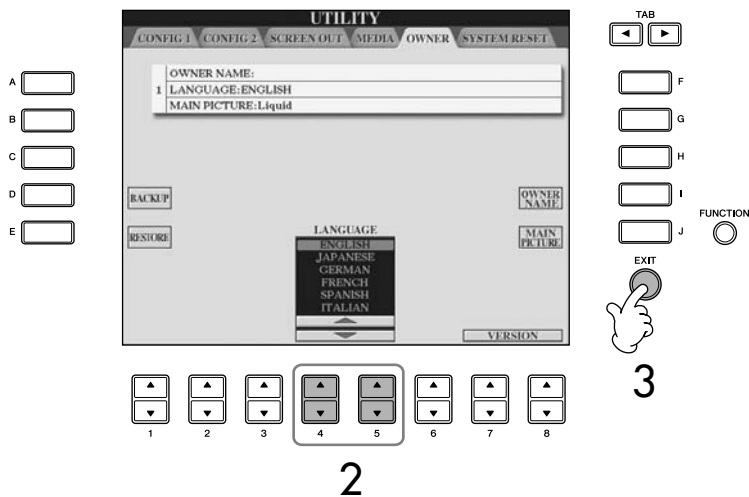 UTILITY
CONFIG 1 CONFIG 2 SCREEN OUT MEDIA OWNER SYSTEM RESET
TAB
OWNER NAME:
1 LANGUAGE:ENGLISH
MAIN PICTURE:Liquid
A
B
C
D
E
F
G
H
I
J
BACKUP
RESTORE
OWNER
NAME
MAIN
PICTURE
LANGUAGE
ENGLISH
JAPANESE
GERMAN
FRENCH
SPANISH
ITALIAN
VERSION
FUNCTION
EXIT
3
1 2 3 4 5 6 7 8
2